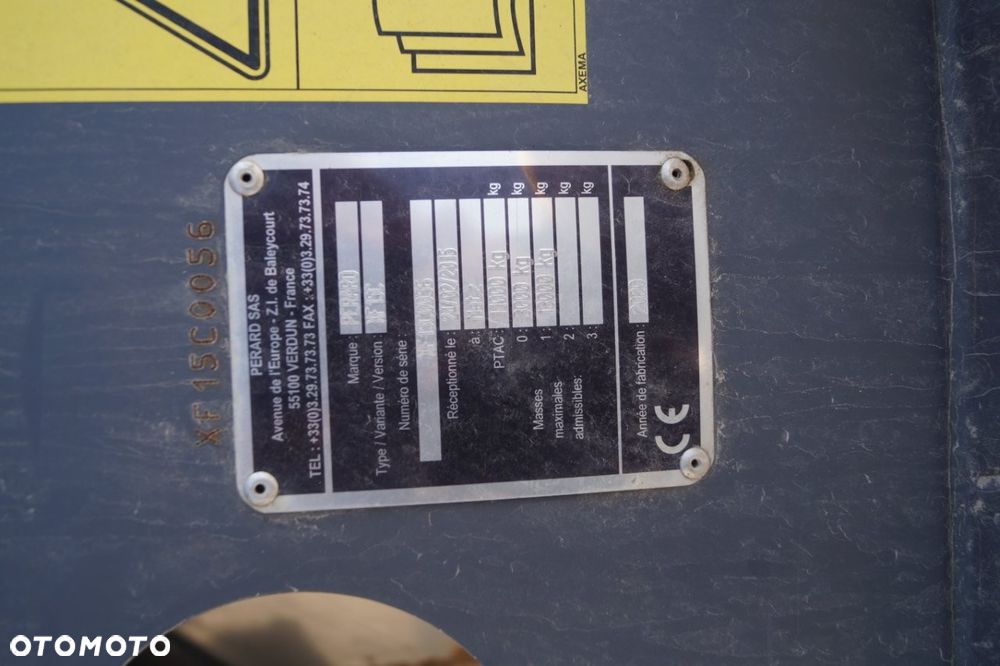 AXEMA
XF15C0056
PERARD SAS
Avenue de l'Europe - Z.I. de Baleycourt
55100 VERDUN - France
TEL : +33(0)3.29.73.73.73 FAX : +33(0)3.29.73.73.74
Marque : PERARD
Type / Variante / Version :
Numéro de série :
Réceptionné le :
à :
PTAC : kg
Masses maximales admissibles: 0 : kg
1 : kg
2 : kg
3 : kg
Année de fabrication :
CE
OTOMOTO